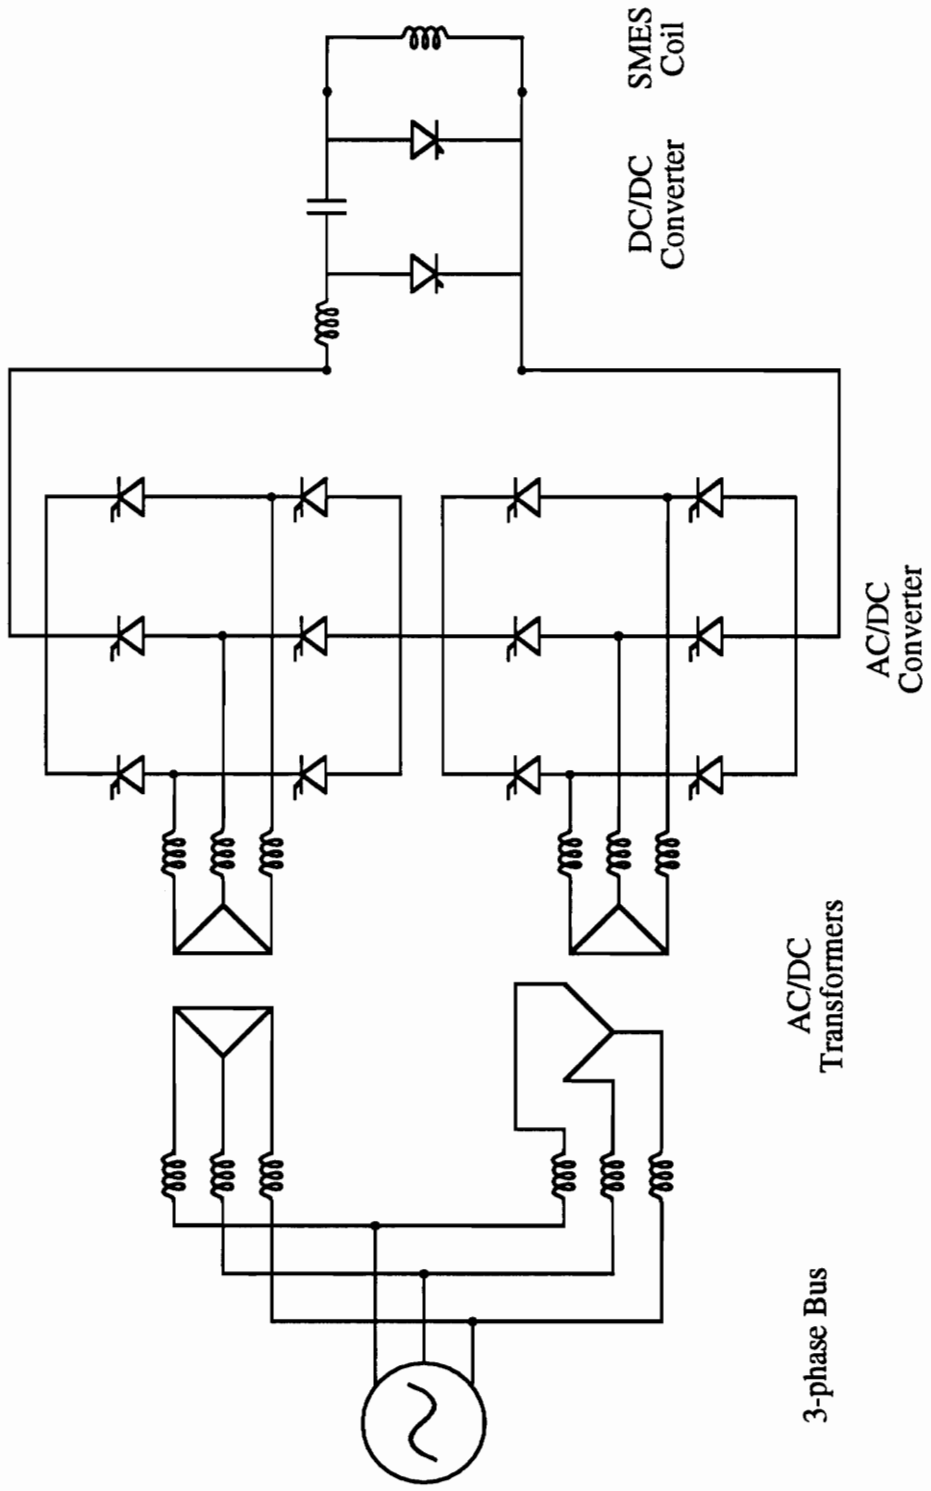 3-phase Bus
AC/DC
Transformers
AC/DC
Converter
DC/DC
Converter
SMES
Coil